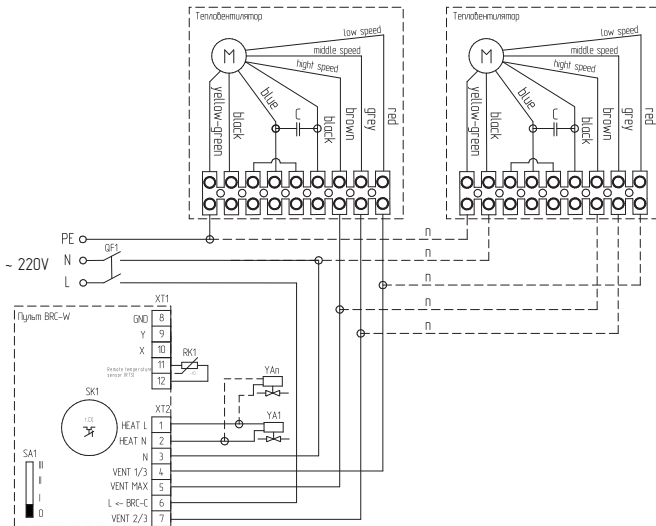 Тепловентилятор
Тепловентилятор
M
low speed
middle speed
hight speed
yellow-green
black
blue
C
black
brown
grey
red
M
low speed
middle speed
hight speed
yellow-green
black
blue
C
black
brown
grey
red
PE
N
L
QF1
~ 220V
n
n
n
n
n
Пульт BRC-W
XT1
GND 8
Y 9
X 10
11
12
Remote temperature
sensor (RTS)
RK1
SK1
YAn
YA1
XT2
HEAT L 1
HEAT N 2
N 3
VENT 1/3 4
VENT MAX 5
L <- BRC-C 6
VENT 2/3 7
SA1
III
II
I
0